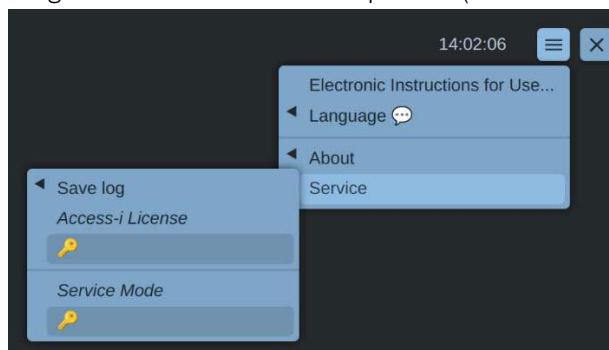 14:02:06
Electronic Instructions for Use...
Language
About
Service
Save log
Access-i License
Service Mode